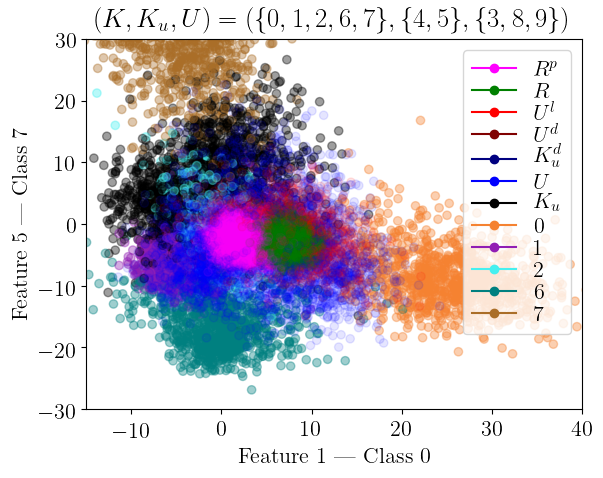 (K, K_u, U) = ({0, 1, 2, 6, 7}, {4, 5}, {3, 8, 9})
30
20
10
0
−10
−20
−30
Feature 5 — Class 7
R^p
R
U^l
U^d
K_u^d
U
K_u
0
1
2
6
7
−10
0
10
20
30
40
Feature 1 — Class 0